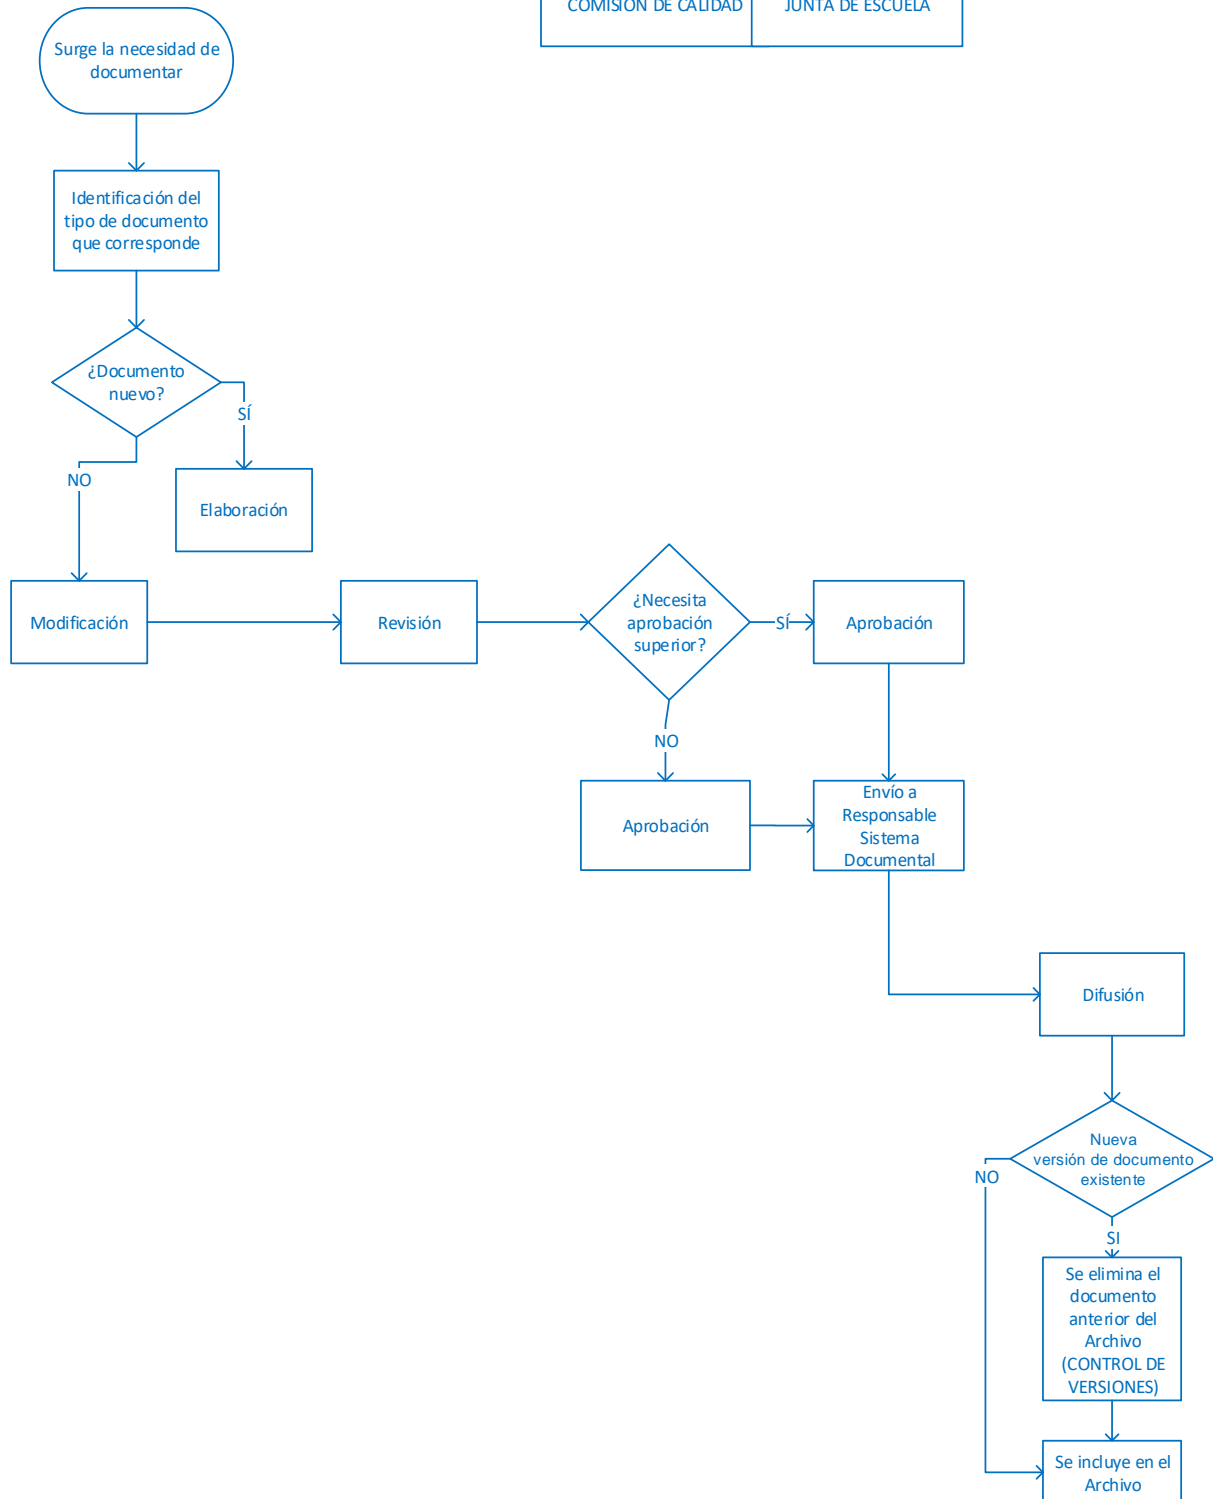 COMISIÓN DE CALIDAD
JUNTA DE ESCUELA
Surge la necesidad de
documentar
Identificación del
tipo de documento
que corresponde
¿Documento
nuevo?
SÍ
NO
Elaboración
Modificación
Revisión
¿Necesita
aprobación
superior?
SÍ
Aprobación
NO
Aprobación
Envío a
Responsable
Sistema
Documental
Difusión
Nueva
versión de documento
existente
NO
SI
Se elimina el
documento
anterior del
Archivo
(CONTROL DE
VERSIONES)
Se incluye en el
Archivo